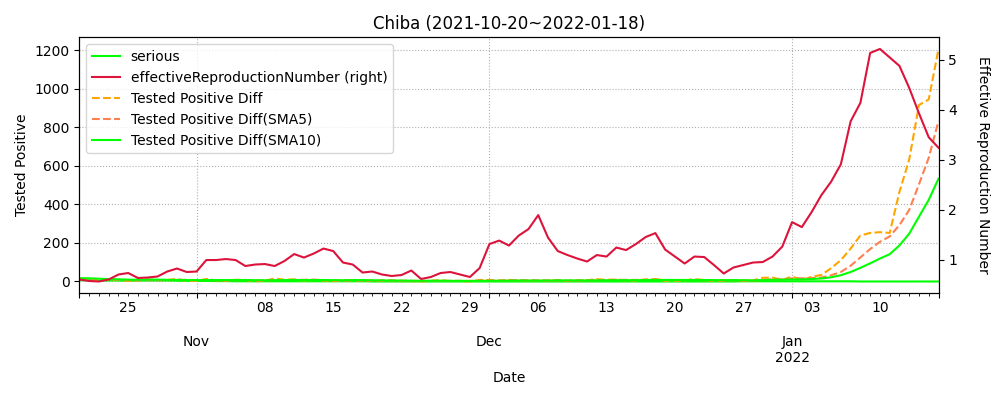 Chiba (2021-10-20~2022-01-18)
serious
effectiveReproductionNumber (right)
Tested Positive Diff
Tested Positive Diff(SMA5)
Tested Positive Diff(SMA10)
Tested Positive
1200
1000
800
600
400
200
0
Effective Reproduction Number
5
4
3
2
1
25 08 15 22 29 06 13 20 27 03 10
Nov Dec Jan
2022
Date